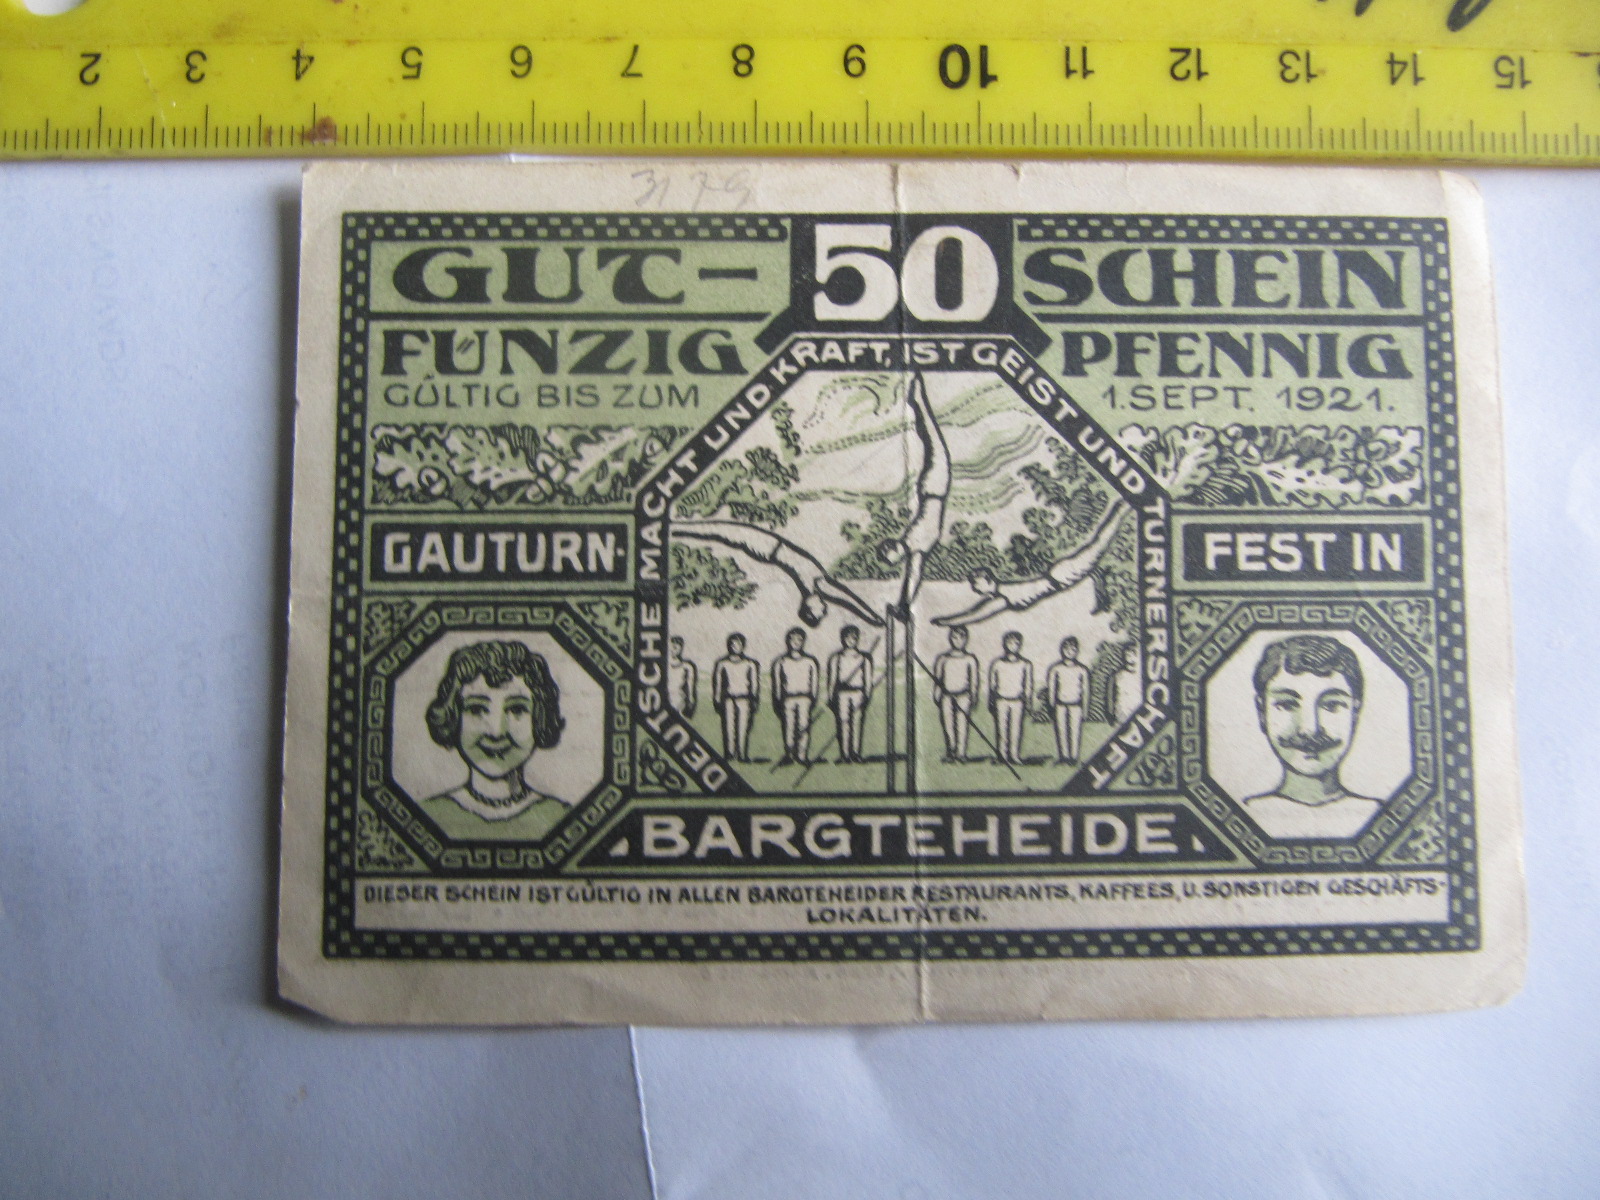 2 3 4 5 6 7 8 9 10 11 12 13 14 15
31 79
GUT- 50 SCHEIN
FÜNZIG PFENNIG
GÜLTIG BIS ZUM 1. SEPT. 1921.
DEUTSCHE MACHT UND KRAFT, IST GEIST UND TURNERSCHAFT
GAUTURN- FEST IN
BARGTEHEIDE.
DIESER SCHEIN IST GÜLTIG IN ALLEN BARGTEHEIDER RESTAURANTS, KAFFEES, U. SONSTIGEN GESCHÄFTS-
LOKALITÄTEN.